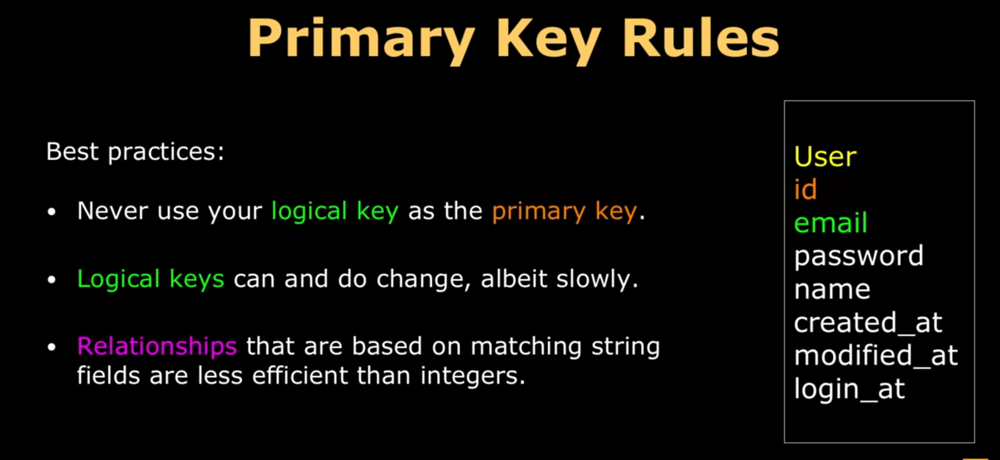 Primary Key Rules
Best practices:
• Never use your logical key as the primary key.
• Logical keys can and do change, albeit slowly.
• Relationships that are based on matching string
fields are less efficient than integers.
User
id
email
password
name
created_at
modified_at
login_at